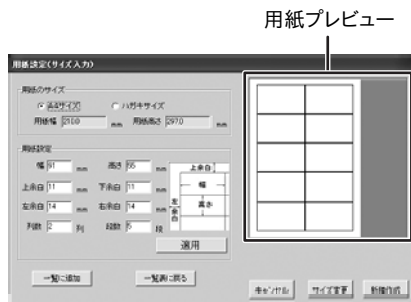 用紙プレビュー
用紙設定(サイズ入力)
用紙のサイズ
A4サイズ ハガキサイズ
用紙幅 210.0 mm 用紙高さ 297.0 mm
用紙設定
幅 91 mm 高さ 55 mm
上余白 11 mm 下余白 11 mm
左余白 14 mm 右余白 14 mm
列数 2 列 段数 5 段
上余白
幅
左余白
高さ
適用
一覧に追加 一覧表に戻る
キャンセル サイズ変更 新規作成